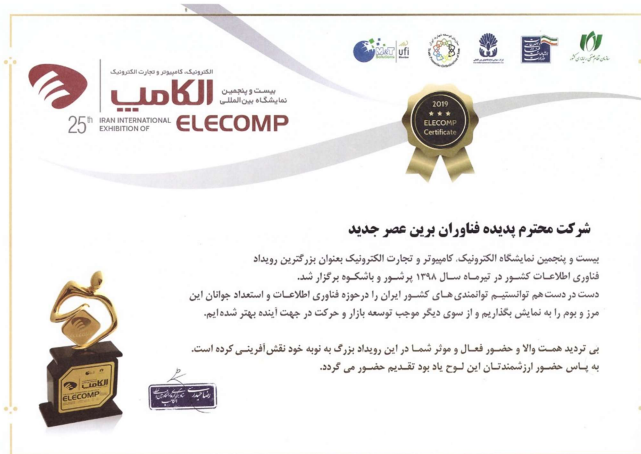 الکترونیک، کامپیوتر و تجارت الکترونیک
الکامپ
بیست و پنجمین
نمایشگاه بین‌المللی
25th IRAN INTERNATIONAL
EXHIBITION OF ELECOMP
ufi
2019
ELECOMP
Certificate
شرکت محترم پدیده فناوران برین عصر جدید
بیست و پنجمین نمایشگاه الکترونیک، کامپیوتر و تجارت الکترونیک بعنوان بزرگترین رویداد
فناوری اطلاعات کشور در تیرماه سال ۱۳۹۸ پرشور و باشکوه برگزار شد.
دست در دست هم توانستیم توانمندی های کشور ایران را درحوزه فناوری اطلاعات و استعداد جوانان این
مرز و بوم را به نمایش بگذاریم و از سوی دیگر موجب توسعه بازار و حرکت در جهت آینده بهتر شده‌ایم.
بی تردید همت والا و حضور فعال و موثر شما در این رویداد بزرگ به نوبه خود نقش آفرینی کرده است.
به پاس حضور ارزشمندتان این لوح یاد بود تقدیم حضور می گردد.
الکامپ
ELECOMP